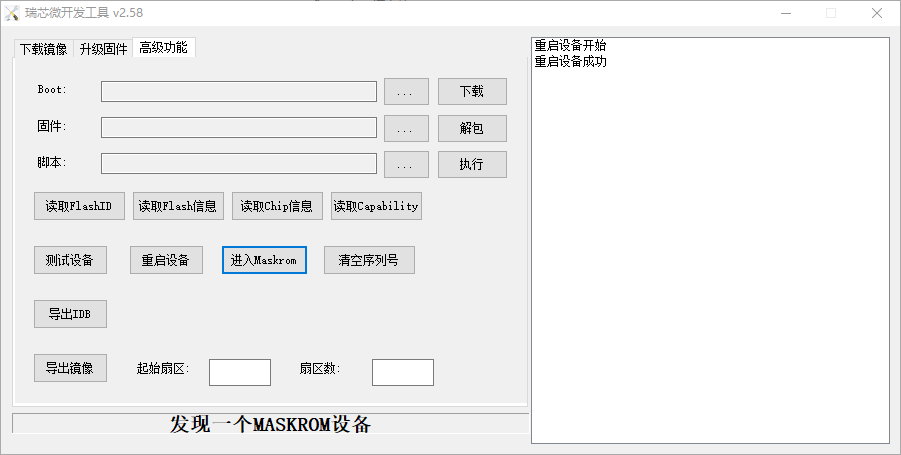 瑞芯微开发工具 v2.58
下载镜像 升级固件 高级功能
Boot: ... 下载
固件: ... 解包
脚本: ... 执行
读取FlashID 读取Flash信息 读取Chip信息 读取Capability
测试设备 重启设备 进入Maskrom 清空序列号
导出IDB
导出镜像 起始扇区: 扇区数:
发现一个MASKROM设备
重启设备开始
重启设备成功